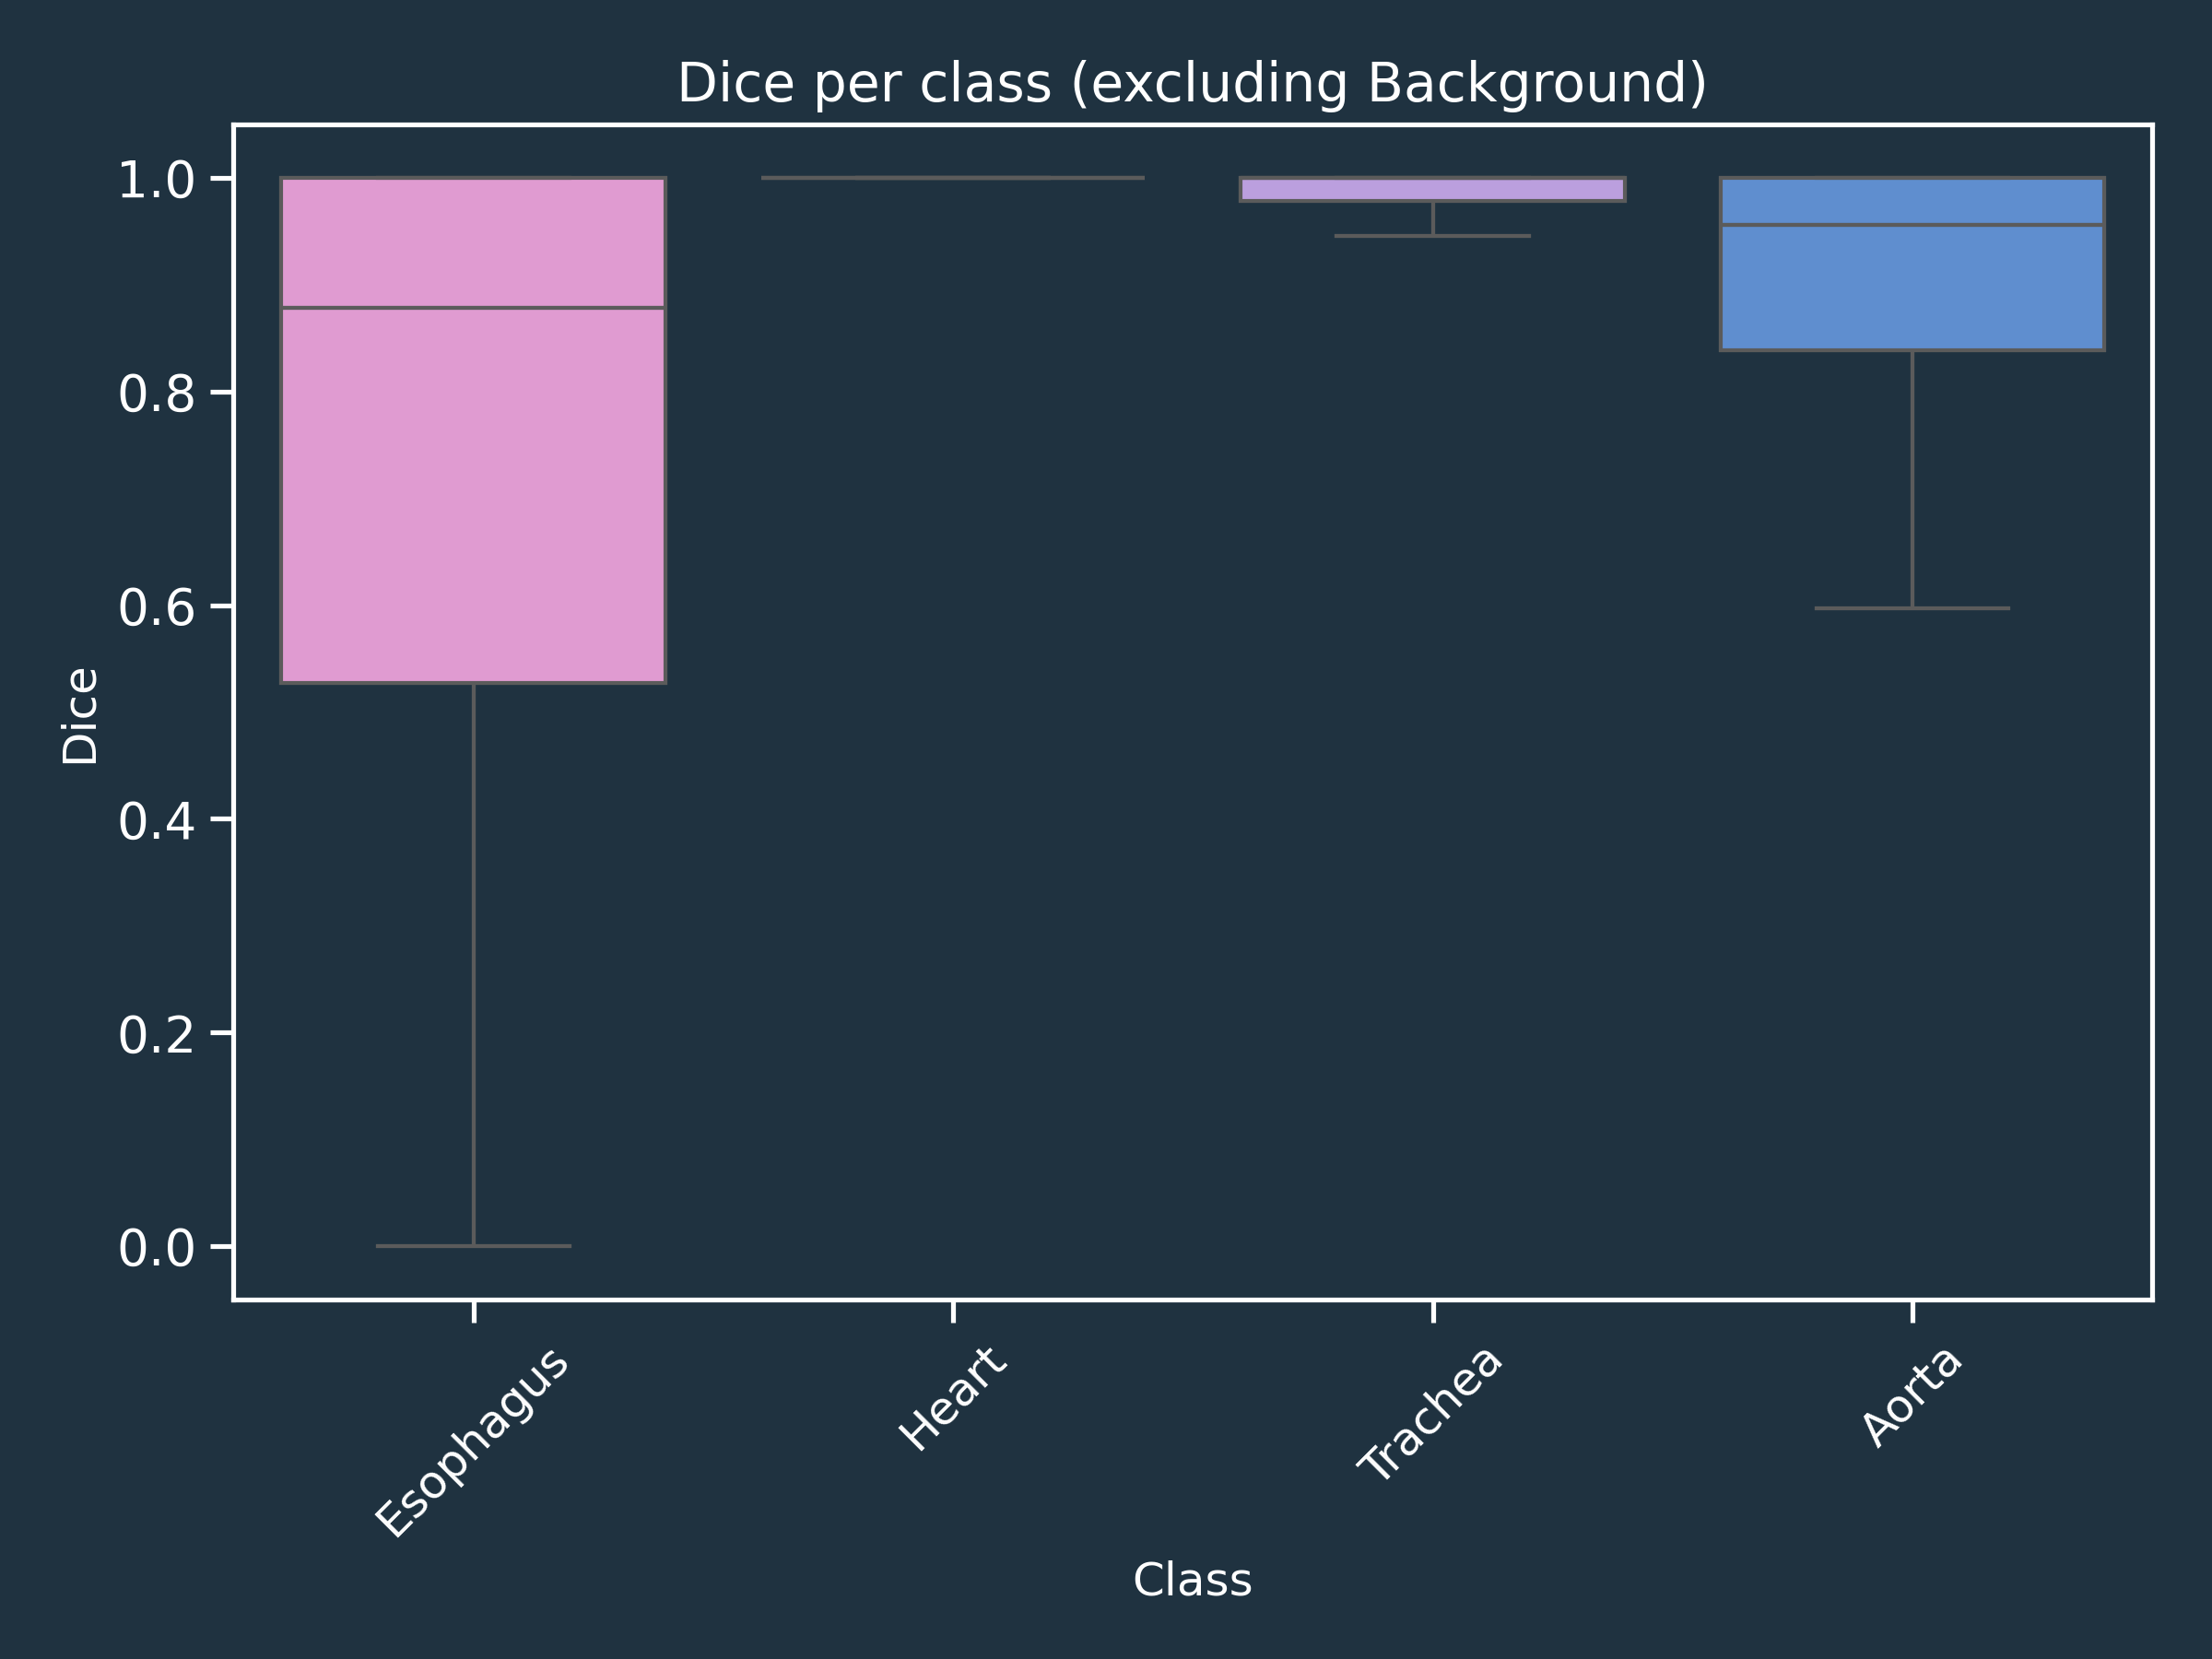 Dice per class (excluding Background)
1.0
0.8
0.6
0.4
0.2
0.0
Dice
Esophagus
Heart
Trachea
Aorta
Class